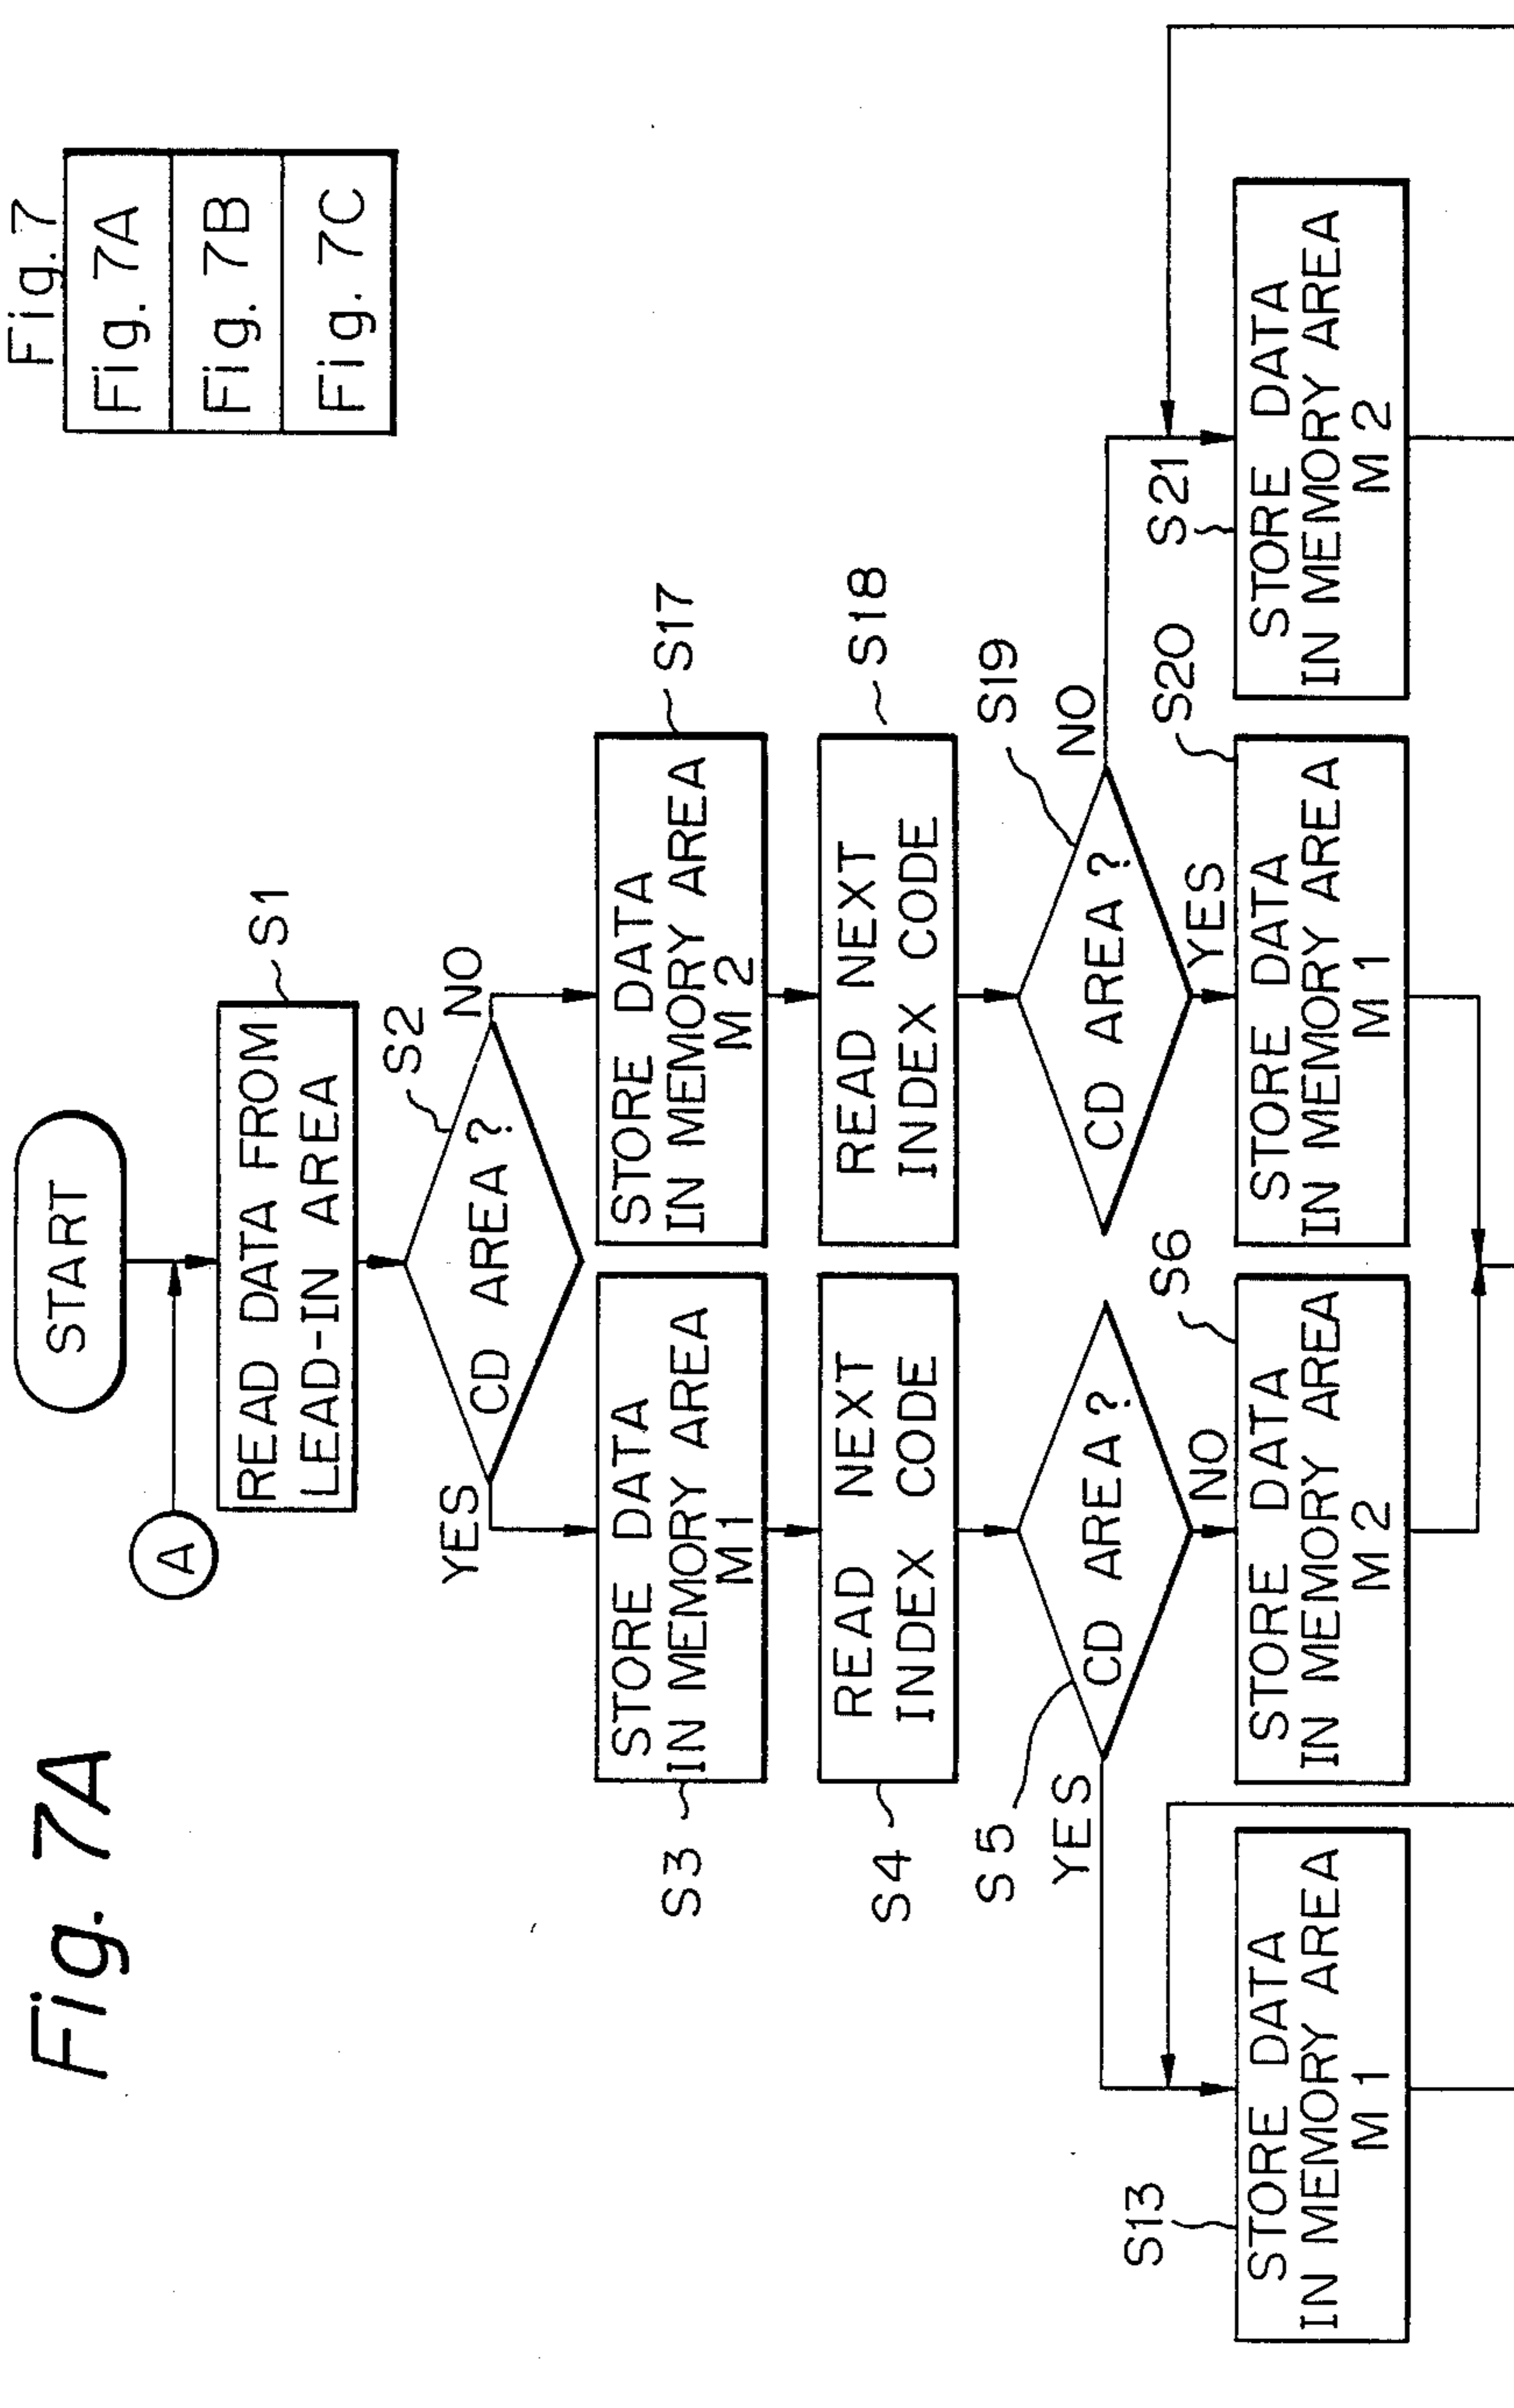 Fig. 7A
Fig. 7
Fig. 7A
Fig. 7B
Fig. 7C
START
A
READ DATA FROM
LEAD-IN AREA
S1
S2
CD AREA ?
YES
NO
S3
STORE DATA
IN MEMORY AREA
M 1
STORE DATA
IN MEMORY AREA
M 2
S17
S4
READ NEXT
INDEX CODE
READ NEXT
INDEX CODE
S18
S5
CD AREA ?
YES
NO
S19
CD AREA ?
NO
YES
S13
STORE DATA
IN MEMORY AREA
M 1
S6
STORE DATA
IN MEMORY AREA
M 2
S20
STORE DATA
IN MEMORY AREA
M 1
S21
STORE DATA
IN MEMORY AREA
M 2